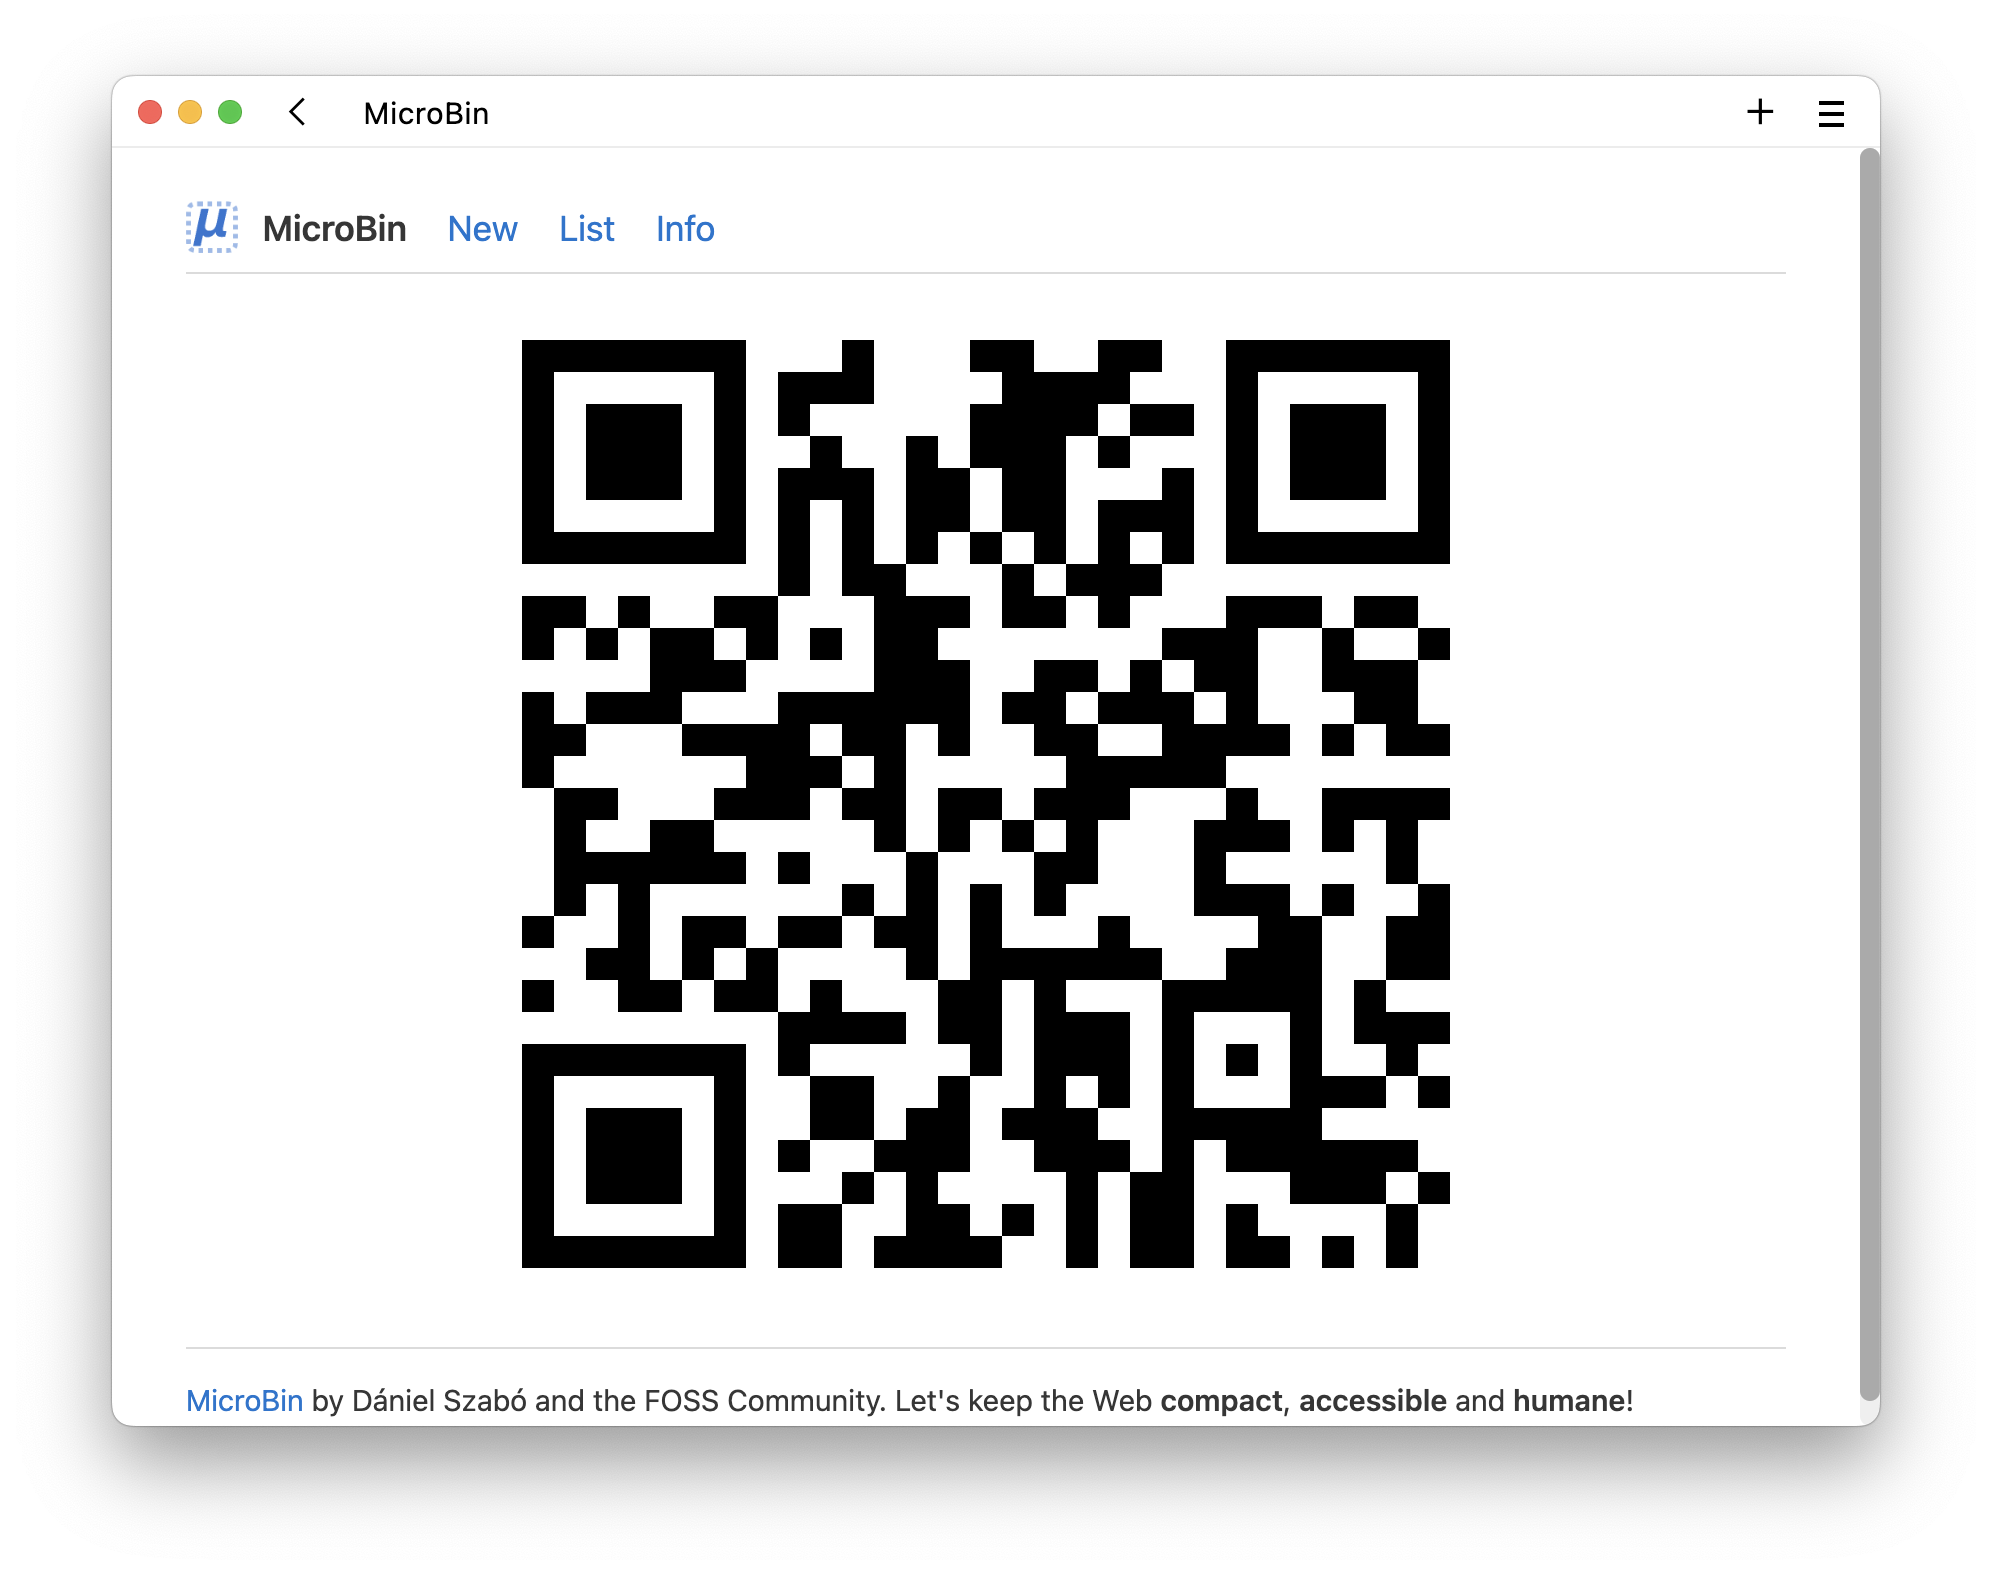 MicroBin
µ MicroBin New List Info
MicroBin by Dániel Szabó and the FOSS Community. Let's keep the Web compact, accessible and humane!